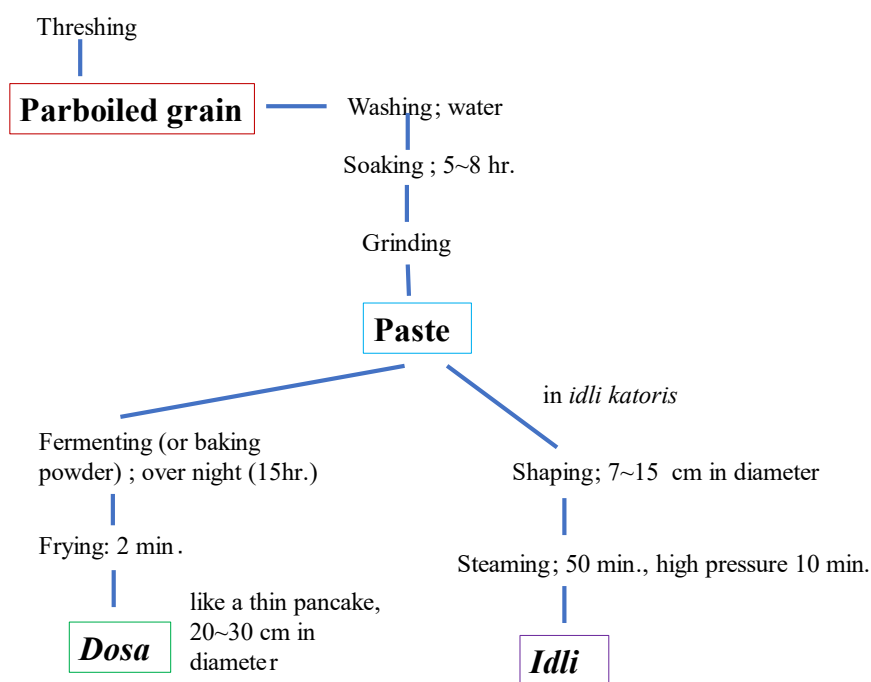 Threshing
Parboiled grain
Washing; water
Soaking ; 5~8 hr.
Grinding
Paste
in idli katoris
Fermenting (or baking
powder) ; over night (15hr.)
Shaping; 7~15 cm in diameter
Frying: 2 min.
Steaming; 50 min., high pressure 10 min.
like a thin pancake,
20~30 cm in
diameter
Dosa
Idli